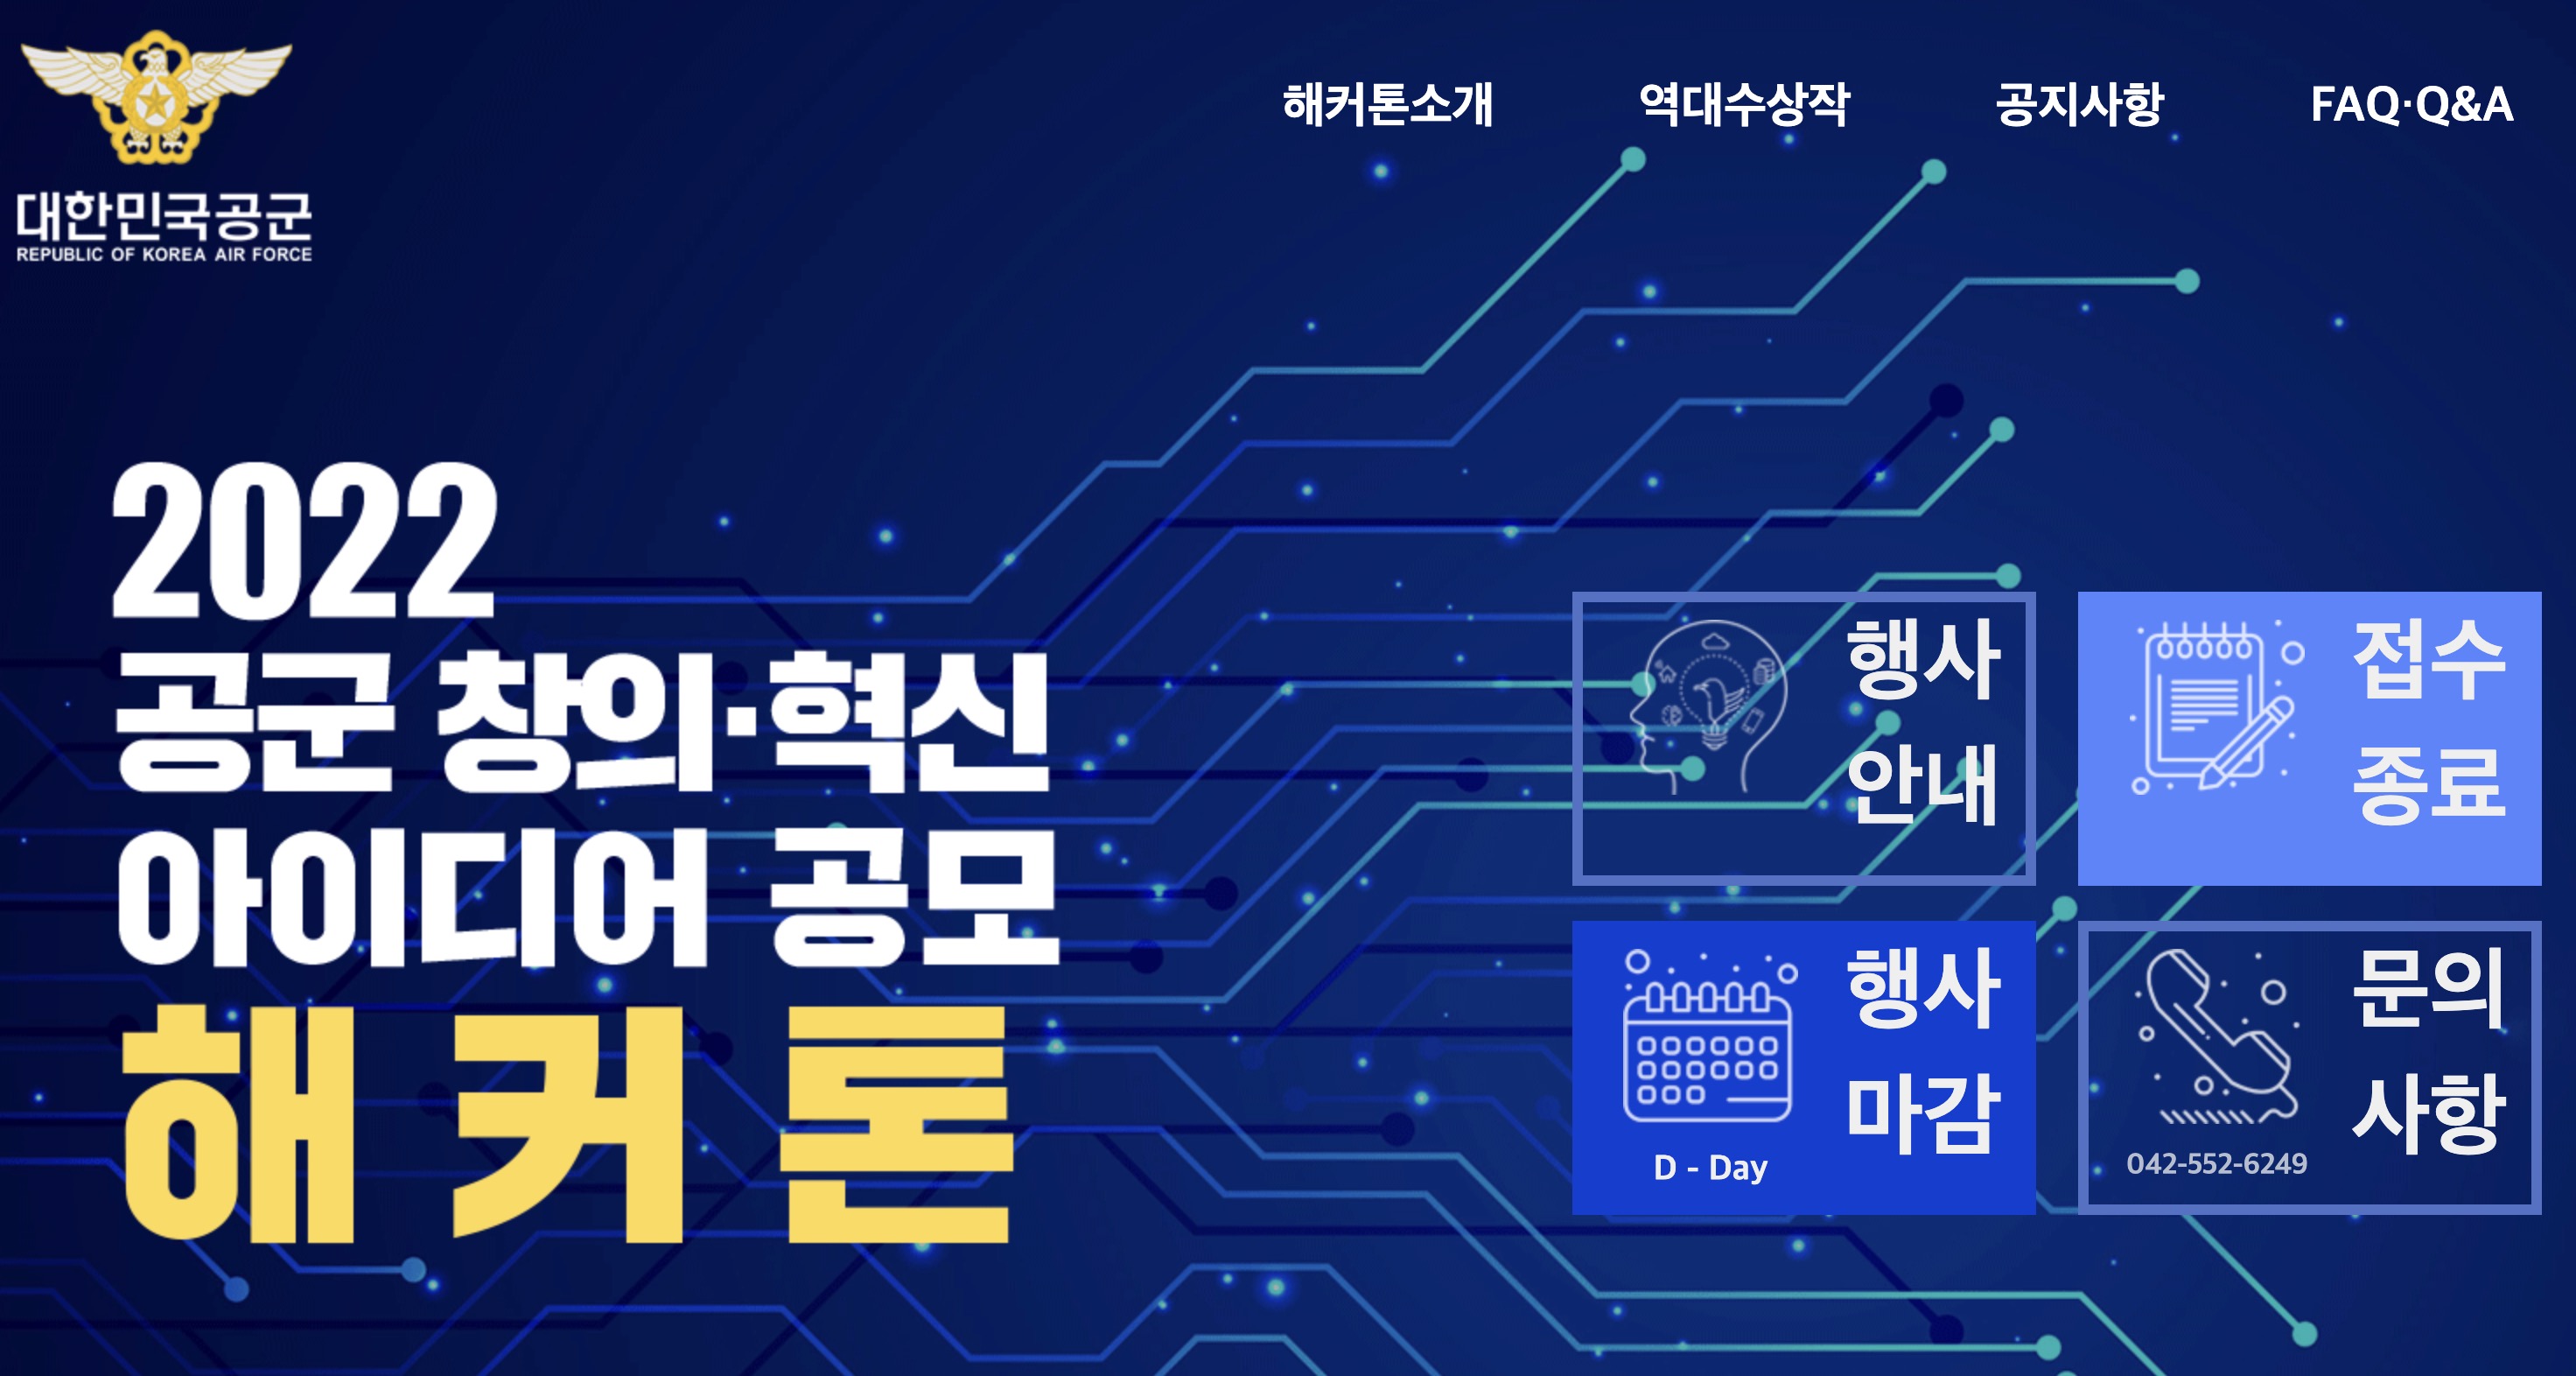 대한민국공군
REPUBLIC OF KOREA AIR FORCE
해커톤소개 역대수상작 공지사항 FAQ·Q&A
2022
공군 창의·혁신
아이디어 공모
해커톤
행사
안내
접수
종료
행사
마감
D - Day
문의
사항
042-552-6249